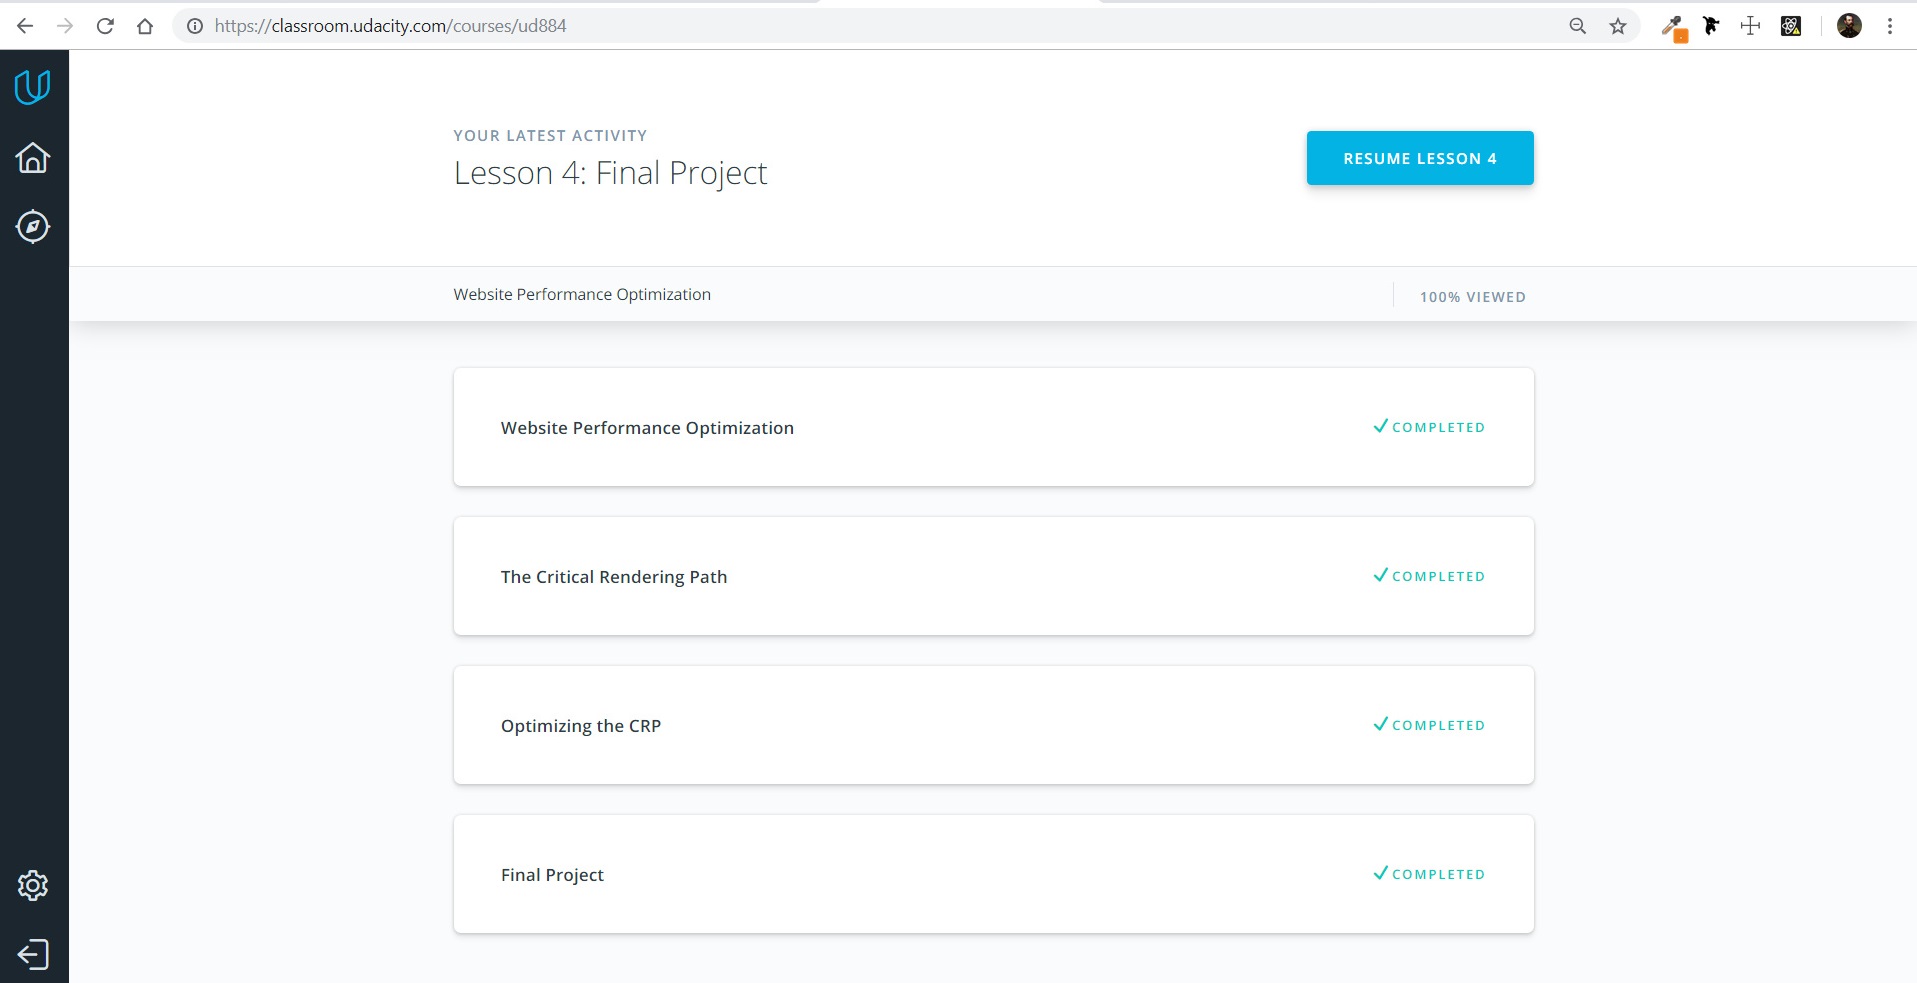 https://classroom.udacity.com/courses/ud884
YOUR LATEST ACTIVITY
Lesson 4: Final Project
RESUME LESSON 4
Website Performance Optimization
100% VIEWED
Website Performance Optimization
COMPLETED
The Critical Rendering Path
COMPLETED
Optimizing the CRP
COMPLETED
Final Project
COMPLETED